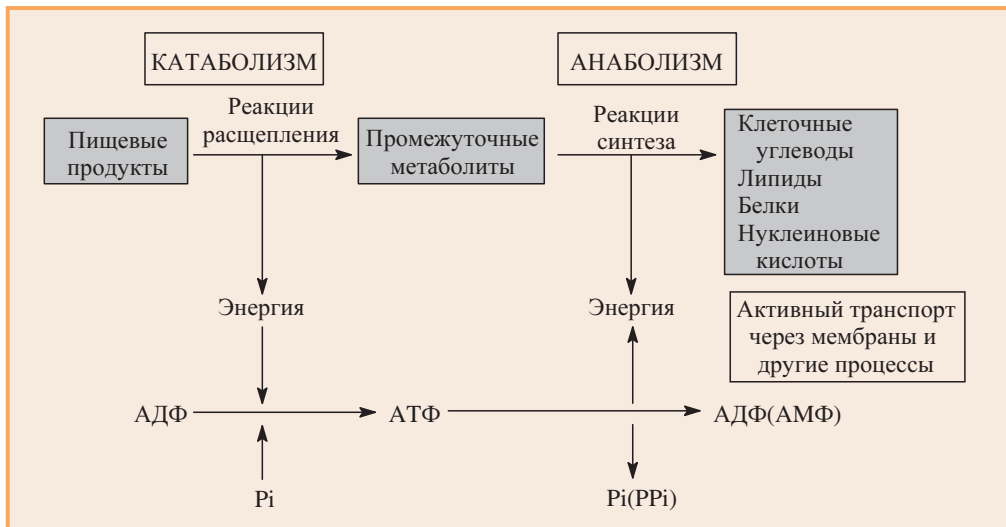 КАТАБОЛИЗМ
АНАБОЛИЗМ
Пищевые
продукты
Реакции
расщепления
Промежуточные
метаболиты
Реакции
синтеза
Клеточные
углеводы
Липиды
Белки
Нуклеиновые
кислоты
Энергия
Энергия
Активный транспорт
через мембраны и
другие процессы
АДФ
АТФ
АДФ(АМФ)
Pi
Pi(PPi)